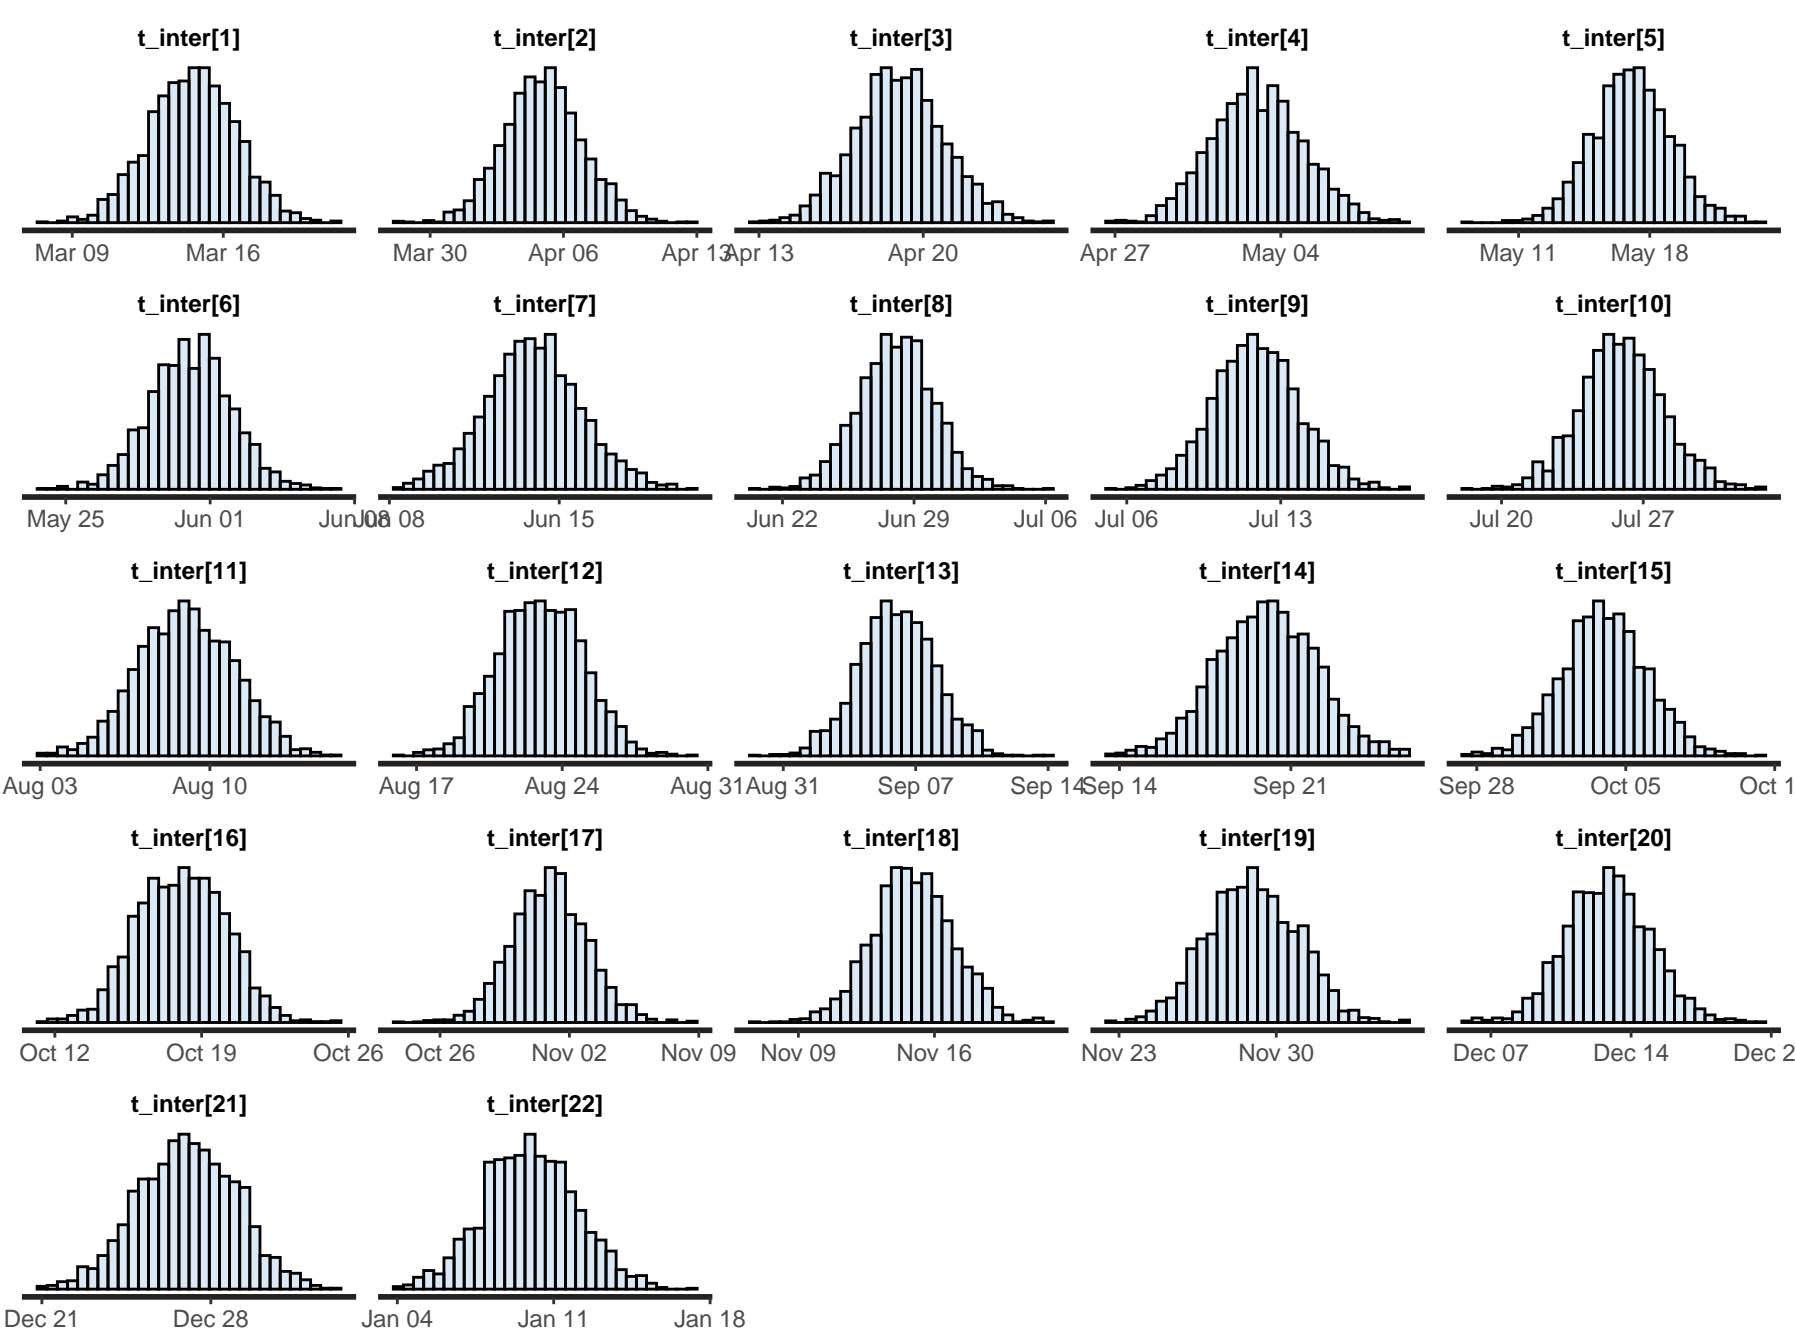 t_inter[1] t_inter[2] t_inter[3] t_inter[4] t_inter[5]
Mar 09 Mar 16 Mar 30 Apr 06 Apr 13 Apr 13 Apr 20 Apr 27 May 04 May 11 May 18
t_inter[6] t_inter[7] t_inter[8] t_inter[9] t_inter[10]
May 25 Jun 01 Jun 08 Jun 08 Jun 15 Jun 22 Jun 29 Jul 06 Jul 06 Jul 13 Jul 20 Jul 27
t_inter[11] t_inter[12] t_inter[13] t_inter[14] t_inter[15]
Aug 03 Aug 10 Aug 17 Aug 24 Aug 31 Aug 31 Sep 07 Sep 14 Sep 14 Sep 21 Sep 28 Oct 05 Oct 1
t_inter[16] t_inter[17] t_inter[18] t_inter[19] t_inter[20]
Oct 12 Oct 19 Oct 26 Oct 26 Nov 02 Nov 09 Nov 09 Nov 16 Nov 23 Nov 30 Dec 07 Dec 14 Dec 2
t_inter[21] t_inter[22]
Dec 21 Dec 28 Jan 04 Jan 11 Jan 18